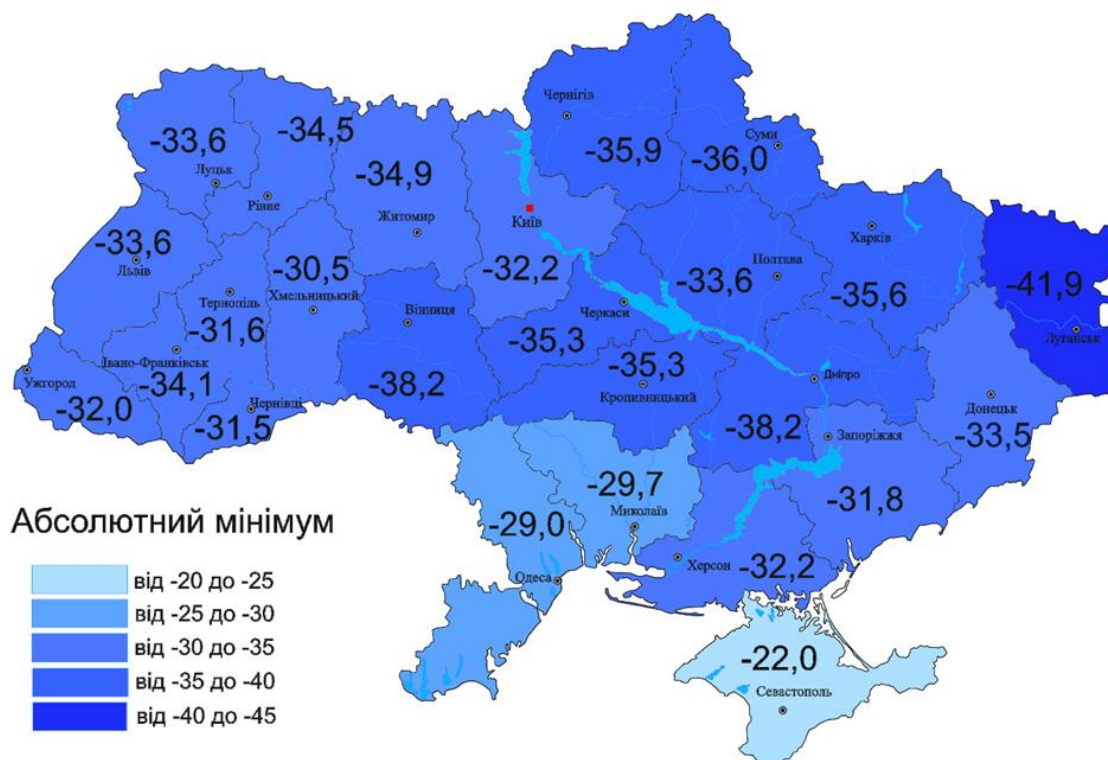 Чернігів
-35,9
Суми
-36,0
-33,6
Луцьк
-34,5
Рівне
-34,9
Житомир
Київ
-32,2
Харків
-35,6
-33,6
Львів
-30,5
Хмельницький
Тернопіль
-31,6
Вінниця
-38,2
Полтава
-33,6
Черкаси
-35,3
-41,9
Луганськ
Івано-Франківськ
-34,1
Ужгород
-32,0
Чернівці
-31,5
-35,3
Кропивницький
Дніпро
-38,2
Донецьк
-33,5
Запоріжжя
-31,8
-29,7
Миколаїв
-29,0
Одеса
Херсон
-32,2
-22,0
Севастополь
Абсолютний мінімум
від -20 до -25
від -25 до -30
від -30 до -35
від -35 до -40
від -40 до -45